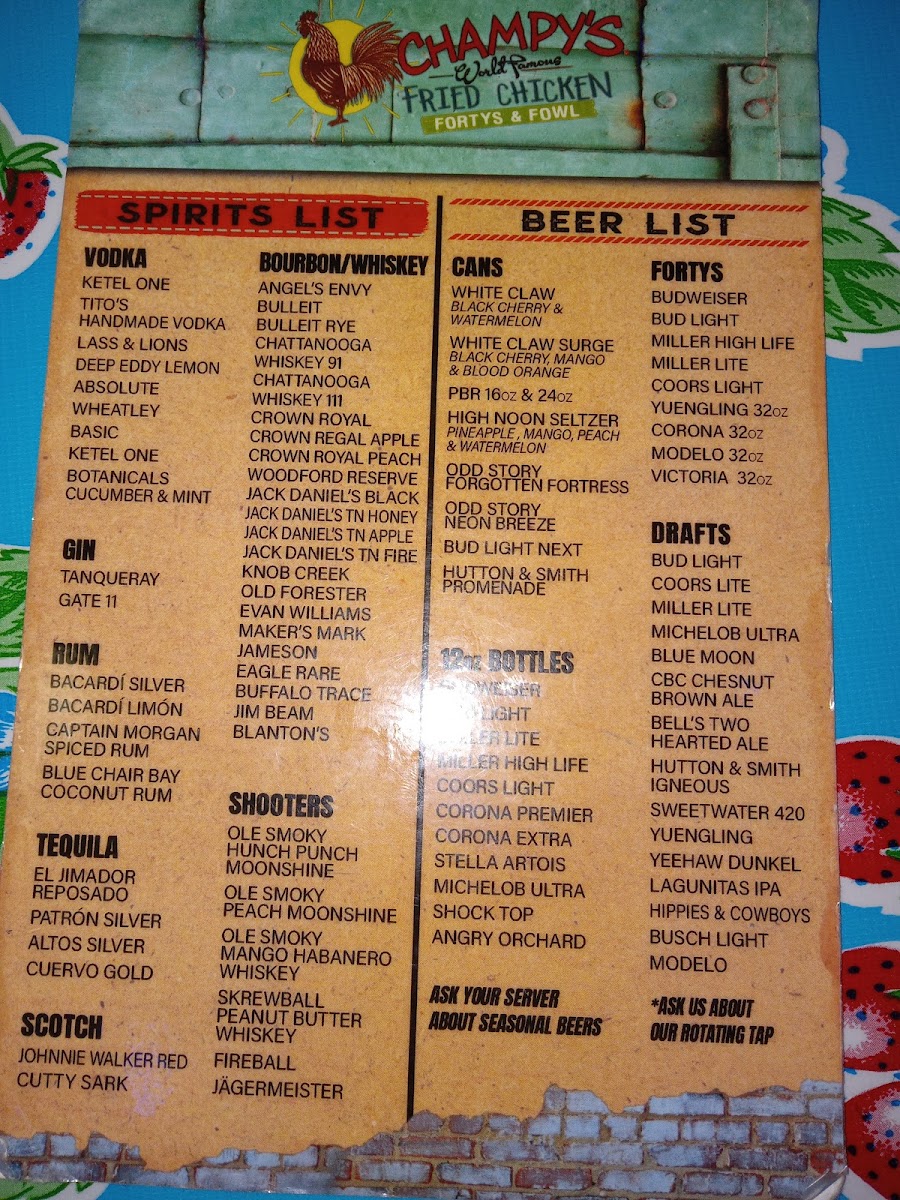 CHAMPY'S
World Famous
FRIED CHICKEN
FORTYS & FOWL
SPIRITS LIST
VODKA
KETEL ONE
TITO'S
HANDMADE VODKA
LASS & LIONS
DEEP EDDY LEMON
ABSOLUTE
WHEATLEY
BASIC
KETEL ONE
BOTANICALS
CUCUMBER & MINT
GIN
TANQUERAY
GATE 11
RUM
BACARDÍ SILVER
BACARDÍ LIMÓN
CAPTAIN MORGAN
SPICED RUM
BLUE CHAIR BAY
COCONUT RUM
TEQUILA
EL JIMADOR
REPOSADO
PATRÓN SILVER
ALTOS SILVER
CUERVO GOLD
SCOTCH
JOHNNIE WALKER RED
CUTTY SARK
BOURBON/WHISKEY
ANGEL'S ENVY
BULLEIT
BULLEIT RYE
CHATTANOOGA
WHISKEY 91
CHATTANOOGA
WHISKEY 111
CROWN ROYAL
CROWN REGAL APPLE
CROWN ROYAL PEACH
WOODFORD RESERVE
JACK DANIEL'S BLACK
JACK DANIEL'S TN HONEY
JACK DANIEL'S TN APPLE
JACK DANIEL'S TN FIRE
KNOB CREEK
OLD FORESTER
EVAN WILLIAMS
MAKER'S MARK
JAMESON
EAGLE RARE
BUFFALO TRACE
JIM BEAM
BLANTON'S
SHOOTERS
OLE SMOKY
HUNCH PUNCH
MOONSHINE
OLE SMOKY
PEACH MOONSHINE
OLE SMOKY
MANGO HABANERO
WHISKEY
SKREWBALL
PEANUT BUTTER
WHISKEY
FIREBALL
JÄGERMEISTER
BEER LIST
CANS
WHITE CLAW
BLACK CHERRY &
WATERMELON
WHITE CLAW SURGE
BLACK CHERRY, MANGO
& BLOOD ORANGE
PBR 16OZ & 24OZ
HIGH NOON SELTZER
PINEAPPLE , MANGO, PEACH
& WATERMELON
ODD STORY
FORGOTTEN FORTRESS
ODD STORY
NEON BREEZE
BUD LIGHT NEXT
HUTTON & SMITH
PROMENADE
12OZ BOTTLES
BUDWEISER
BUD LIGHT
MILLER LITE
MILLER HIGH LIFE
COORS LIGHT
CORONA PREMIER
CORONA EXTRA
STELLA ARTOIS
MICHELOB ULTRA
SHOCK TOP
ANGRY ORCHARD
ASK YOUR SERVER
ABOUT SEASONAL BEERS
FORTYS
BUDWEISER
BUD LIGHT
MILLER HIGH LIFE
MILLER LITE
COORS LIGHT
YUENGLING 32OZ
CORONA 32OZ
MODELO 32OZ
VICTORIA 32OZ
DRAFTS
BUD LIGHT
COORS LITE
MILLER LITE
MICHELOB ULTRA
BLUE MOON
CBC CHESNUT
BROWN ALE
BELL'S TWO
HEARTED ALE
HUTTON & SMITH
IGNEOUS
SWEETWATER 420
YUENGLING
YEEHAW DUNKEL
LAGUNITAS IPA
HIPPIES & COWBOYS
BUSCH LIGHT
MODELO
*ASK US ABOUT
OUR ROTATING TAP